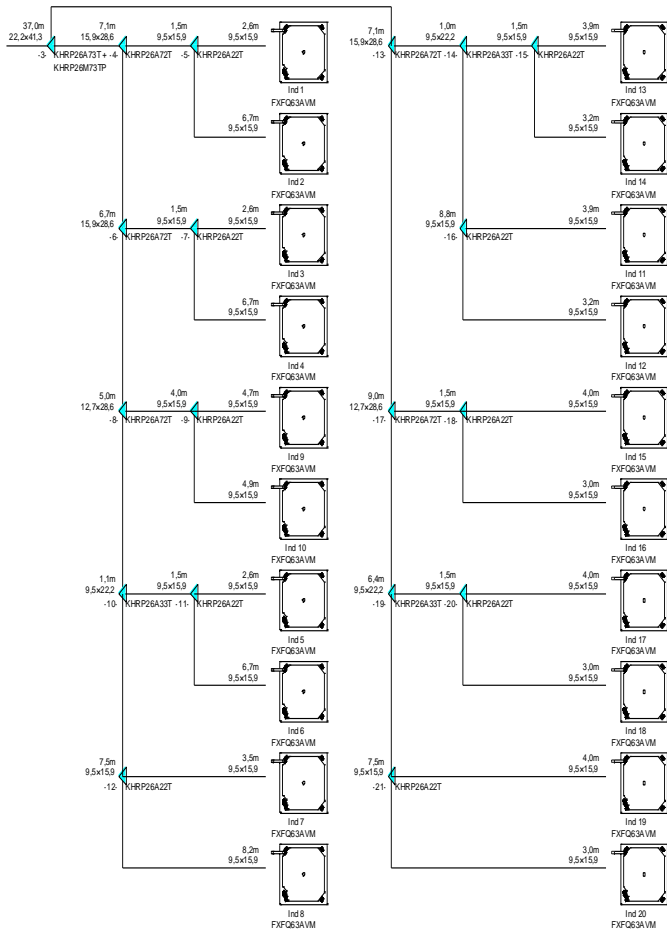 37,0m
22,2x41,3
-3-
KHRP26A73T+
KHRP26M73TP
7,1m
15,9x28,6
-4-
KHRP26A72T
1,5m
9,5x15,9
-5-
KHRP26A22T
2,6m
9,5x15,9
Ind 1
FXFQ63AVM
6,7m
9,5x15,9
Ind 2
FXFQ63AVM
6,7m
15,9x28,6
-6-
KHRP26A72T
1,5m
9,5x15,9
-7-
KHRP26A22T
2,6m
9,5x15,9
Ind 3
FXFQ63AVM
6,7m
9,5x15,9
Ind 4
FXFQ63AVM
5,0m
12,7x28,6
-8-
KHRP26A72T
4,0m
9,5x15,9
-9-
KHRP26A22T
4,7m
9,5x15,9
Ind 9
FXFQ63AVM
4,9m
9,5x15,9
Ind 10
FXFQ63AVM
1,1m
9,5x22,2
-10-
KHRP26A33T
1,5m
9,5x15,9
-11-
KHRP26A22T
2,6m
9,5x15,9
Ind 5
FXFQ63AVM
6,7m
9,5x15,9
Ind 6
FXFQ63AVM
7,5m
9,5x15,9
-12-
KHRP26A22T
3,5m
9,5x15,9
Ind 7
FXFQ63AVM
8,2m
9,5x15,9
Ind 8
FXFQ63AVM
7,1m
15,9x28,6
-13-
KHRP26A72T
1,0m
9,5x22,2
-14-
KHRP26A33T
1,5m
9,5x15,9
-15-
KHRP26A22T
3,9m
9,5x15,9
Ind 13
FXFQ63AVM
3,2m
9,5x15,9
Ind 14
FXFQ63AVM
8,8m
9,5x15,9
-16-
KHRP26A22T
3,9m
9,5x15,9
Ind 11
FXFQ63AVM
3,2m
9,5x15,9
Ind 12
FXFQ63AVM
9,0m
12,7x28,6
-17-
KHRP26A72T
1,5m
9,5x15,9
-18-
KHRP26A22T
4,0m
9,5x15,9
Ind 15
FXFQ63AVM
3,0m
9,5x15,9
Ind 16
FXFQ63AVM
6,4m
9,5x22,2
-19-
KHRP26A33T
1,5m
9,5x15,9
-20-
KHRP26A22T
4,0m
9,5x15,9
Ind 17
FXFQ63AVM
3,0m
9,5x15,9
Ind 18
FXFQ63AVM
7,5m
9,5x15,9
-21-
KHRP26A22T
4,0m
9,5x15,9
Ind 19
FXFQ63AVM
3,0m
9,5x15,9
Ind 20
FXFQ63AVM